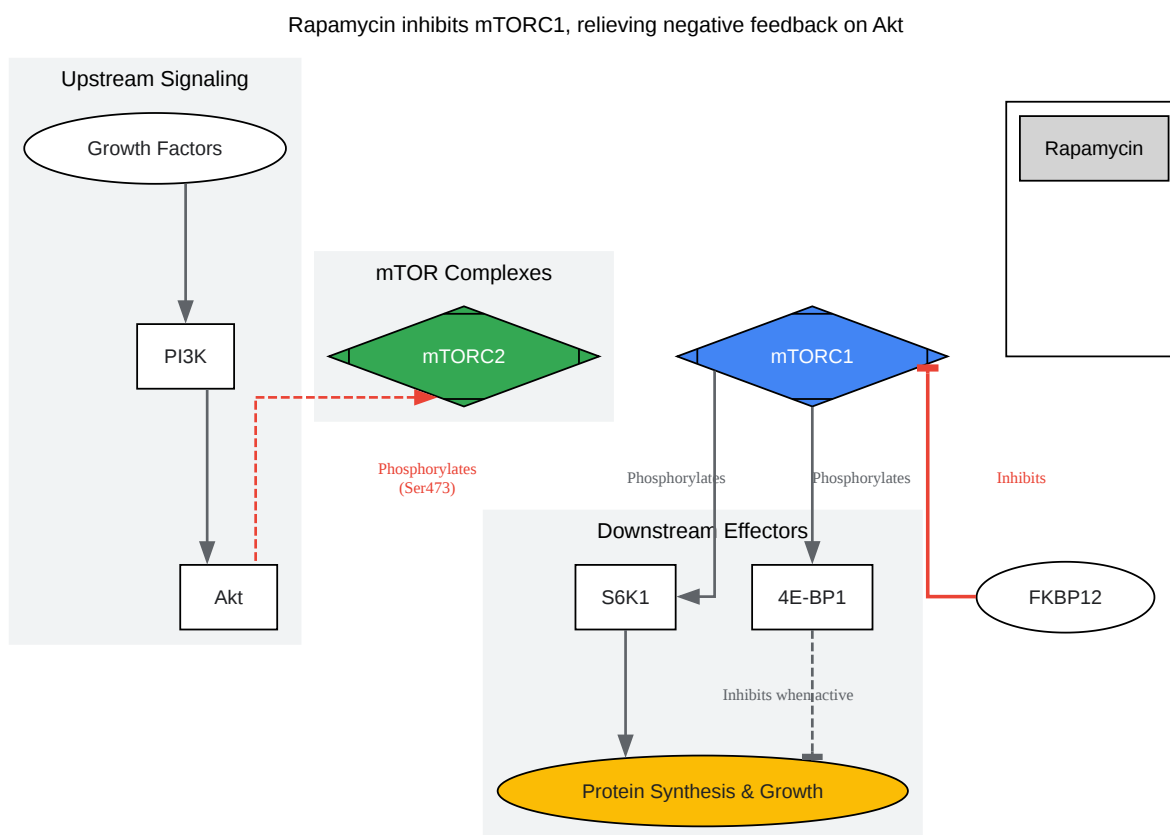 Rapamycin inhibits mTORC1, relieving negative feedback on Akt
Upstream Signaling
Growth Factors
Rapamycin
mTOR Complexes
PI3K
mTORC2
mTORC1
Phosphorylates
(Ser473)
Phosphorylates
Phosphorylates
Inhibits
Downstream Effectors
Akt
S6K1
4E-BP1
FKBP12
Inhibits when active
Protein Synthesis & Growth